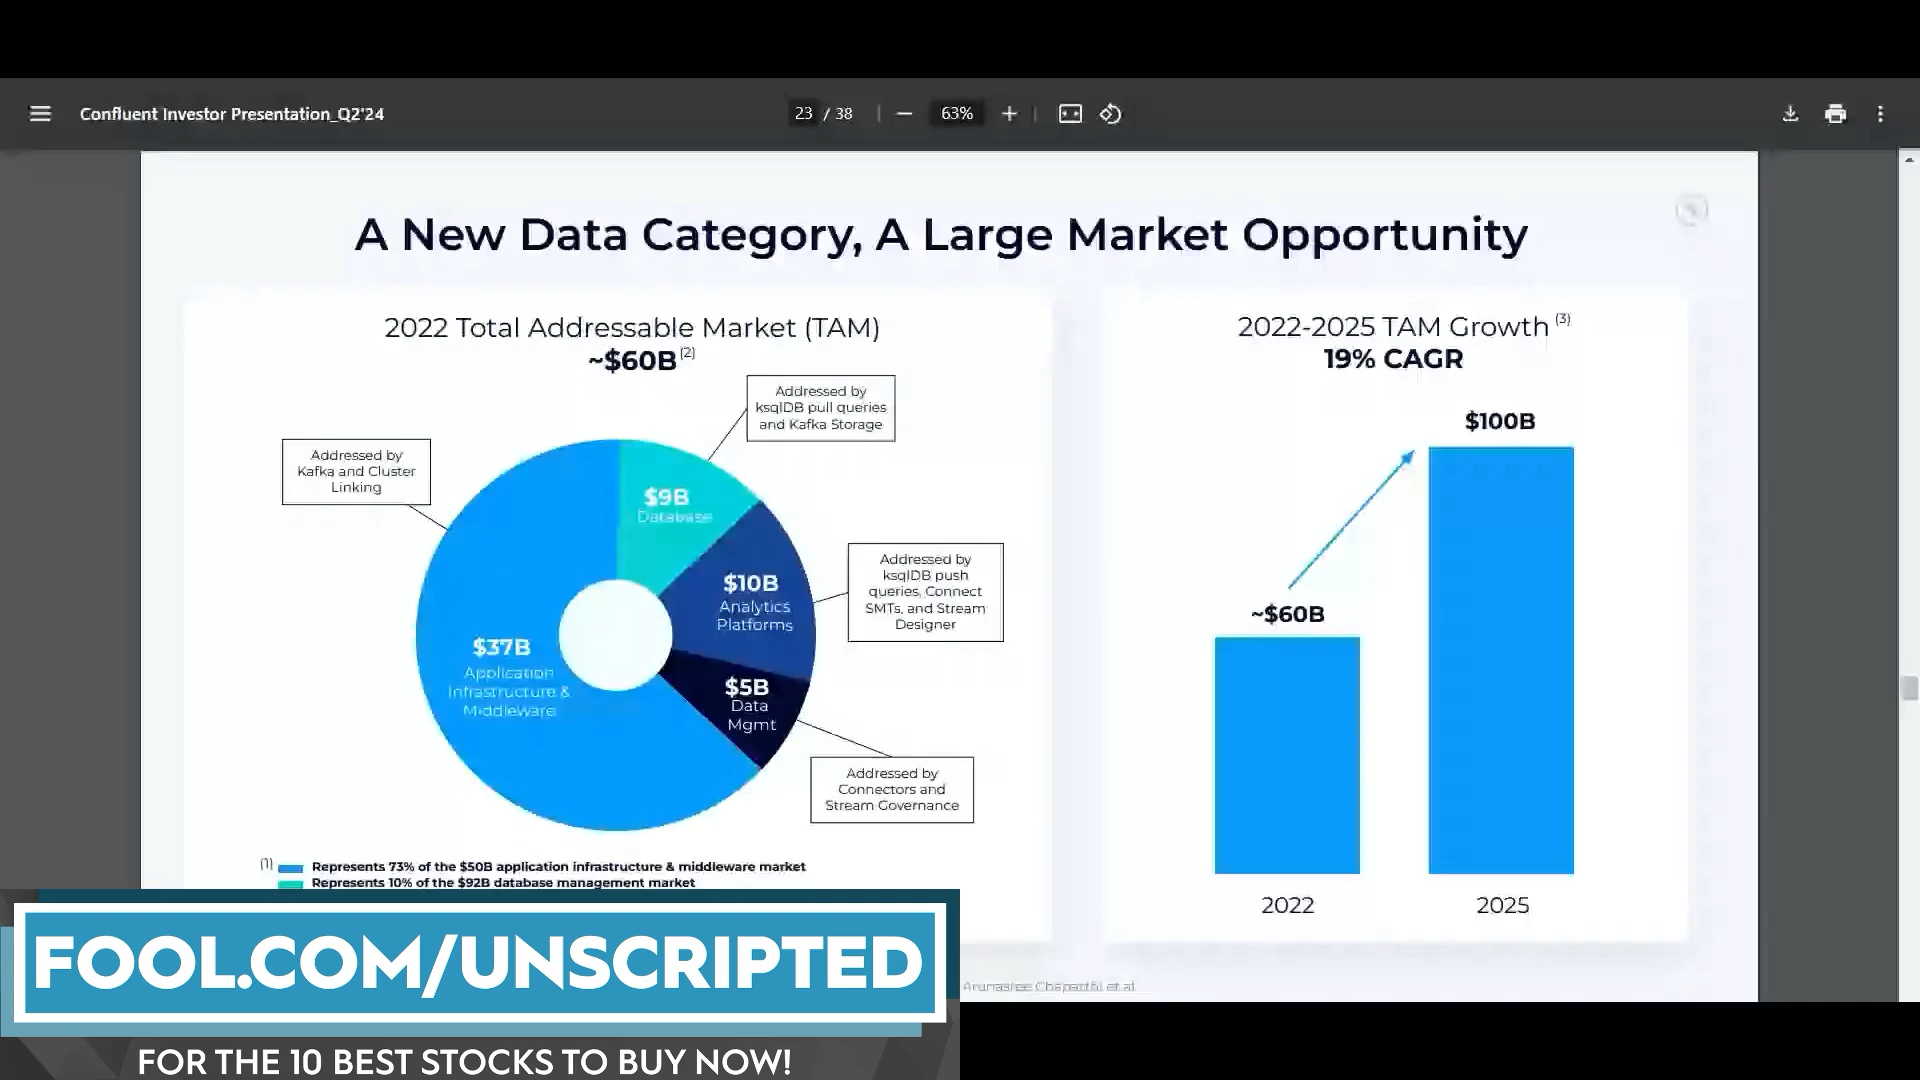 Confluent Investor Presentation_Q2'24
23 / 38
63%
A New Data Category, A Large Market Opportunity
2022 Total Addressable Market (TAM)
~$60B (2)
Addressed by
ksqlDB pull queries
and Kafka Storage
Addressed by
Kafka and Cluster
Linking
$9B
Database
$10B
Analytics
Platforms
Addressed by
ksqlDB push
queries, Connect
SMTs, and Stream
Designer
$37B
Application
Infrastructure &
Middleware
$5B
Data
Mgmt
Addressed by
Connectors and
Stream Governance
(1)
Represents 73% of the $50B application infrastructure & middleware market
Represents 10% of the $92B database management market
2022-2025 TAM Growth (3)
19% CAGR
$100B
~$60B
2022
2025
et al
FOOL.COM/UNSCRIPTED
FOR THE 10 BEST STOCKS TO BUY NOW!